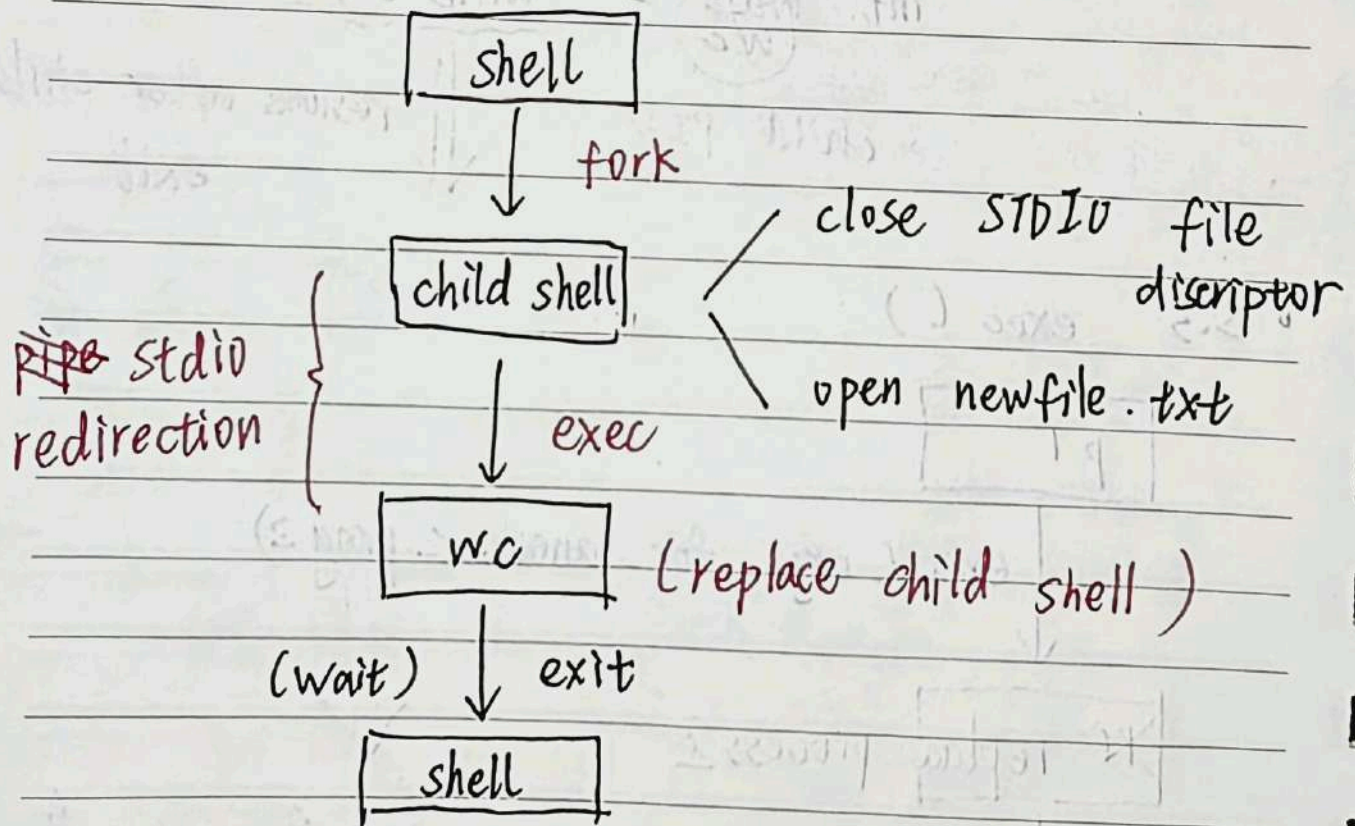 shell
fork
close STDIO file
discriptor
child shell
stdio
redirection
open newfile.txt
exec
wc
(replace child shell)
(wait)
exit
shell